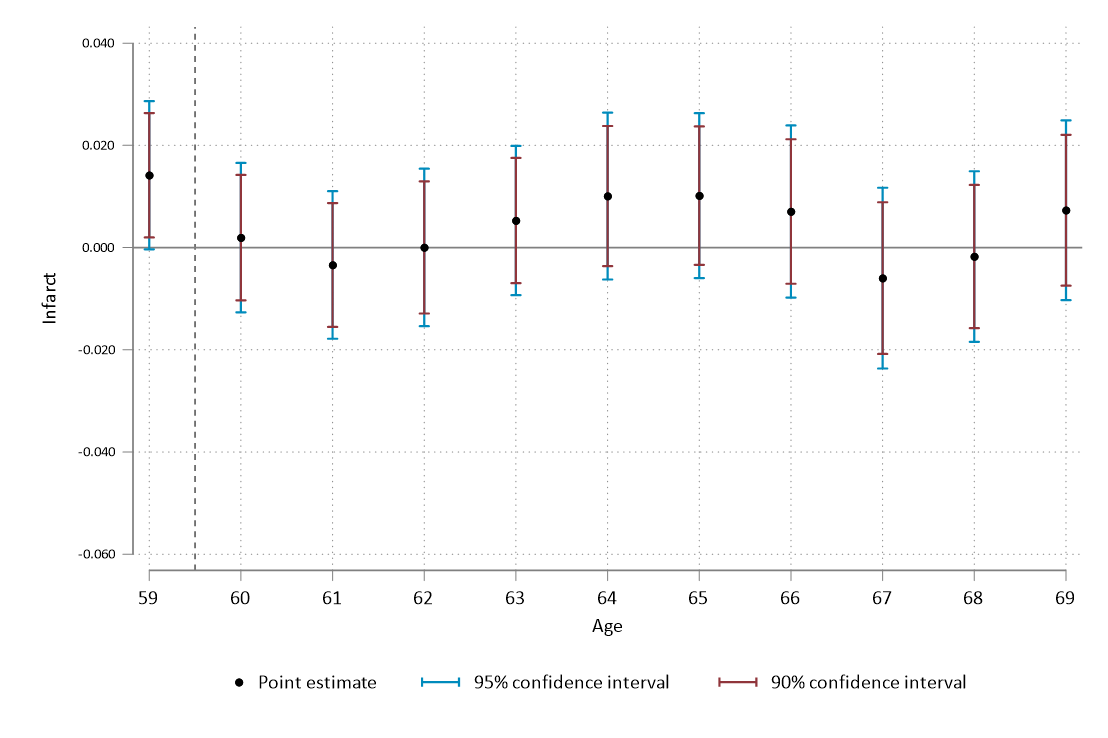 0.040
0.020
0.000
-0.020
-0.040
-0.060
Infarct
59 60 61 62 63 64 65 66 67 68 69
Age
Point estimate 95% confidence interval 90% confidence interval